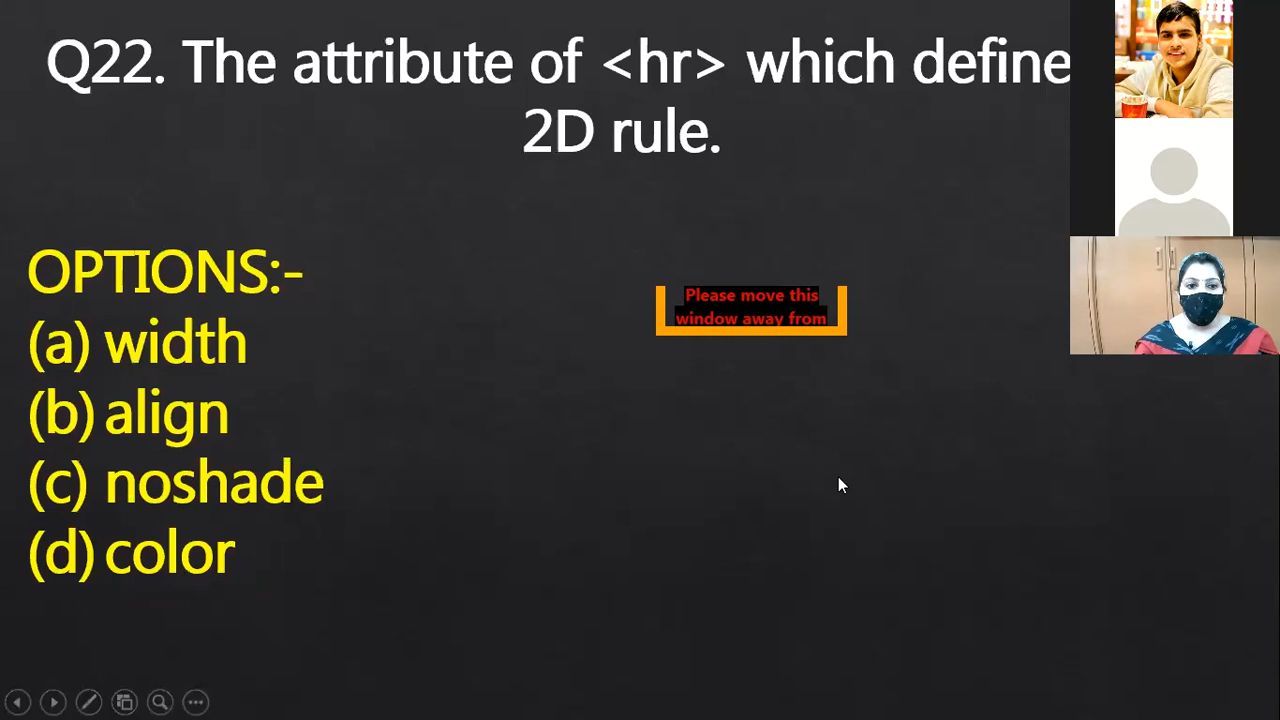 Q22. The attribute of <hr> which define
2D rule.
OPTIONS:-
(a) width
(b) align
(c) noshade
(d) color
Please move this
window away from